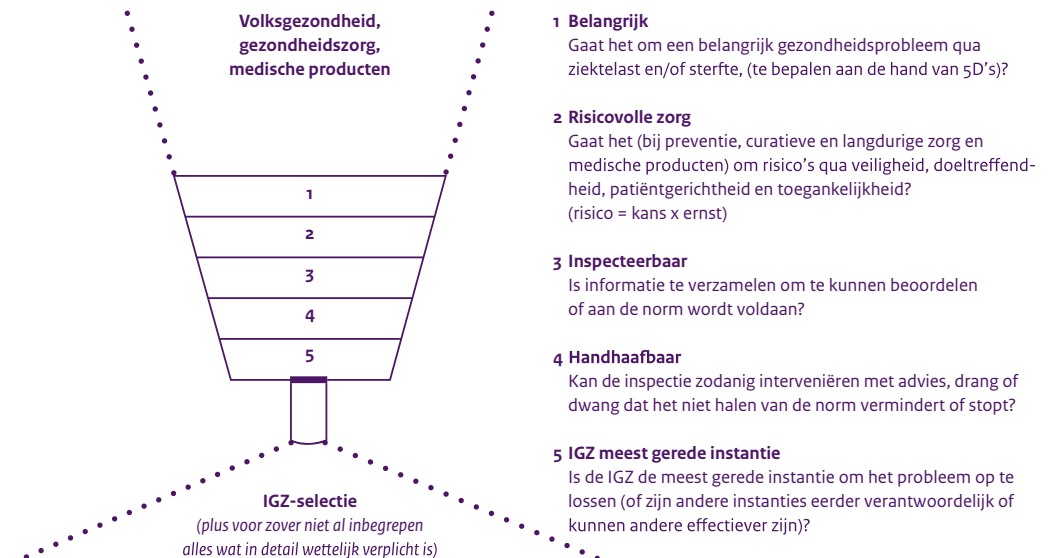 Volksgezondheid,
gezondheidszorg,
medische producten
1
2
3
4
5
IGZ-selectie
(plus voor zover niet al inbegrepen
alles wat in detail wettelijk verplicht is)
1 Belangrijk
Gaat het om een belangrijk gezondheidsprobleem qua
ziektelast en/of sterfte, (te bepalen aan de hand van 5D's)?
2 Risicovolle zorg
Gaat het (bij preventie, curatieve en langdurige zorg en
medische producten) om risico's qua veiligheid, doeltreffend-
heid, patiëntgerichtheid en toegankelijkheid?
(risico = kans x ernst)
3 Inspecteerbaar
Is informatie te verzamelen om te kunnen beoordelen
of aan de norm wordt voldaan?
4 Handhaafbaar
Kan de inspectie zodanig interveniëren met advies, drang of
dwang dat het niet halen van de norm vermindert of stopt?
5 IGZ meest gerede instantie
Is de IGZ de meest gerede instantie om het probleem op te
lossen (of zijn andere instanties eerder verantwoordelijk of
kunnen andere effectiever zijn)?